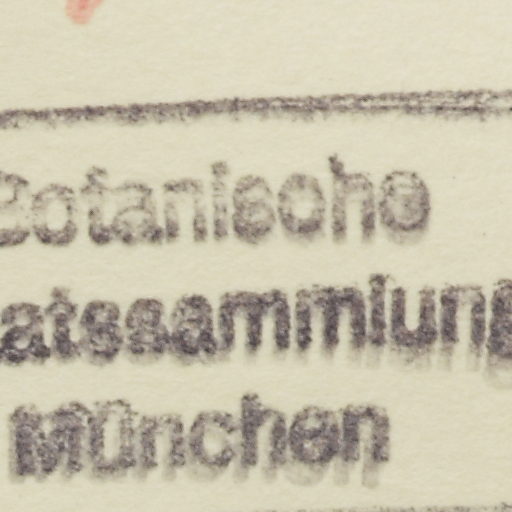 Botanische
atssammlung
München